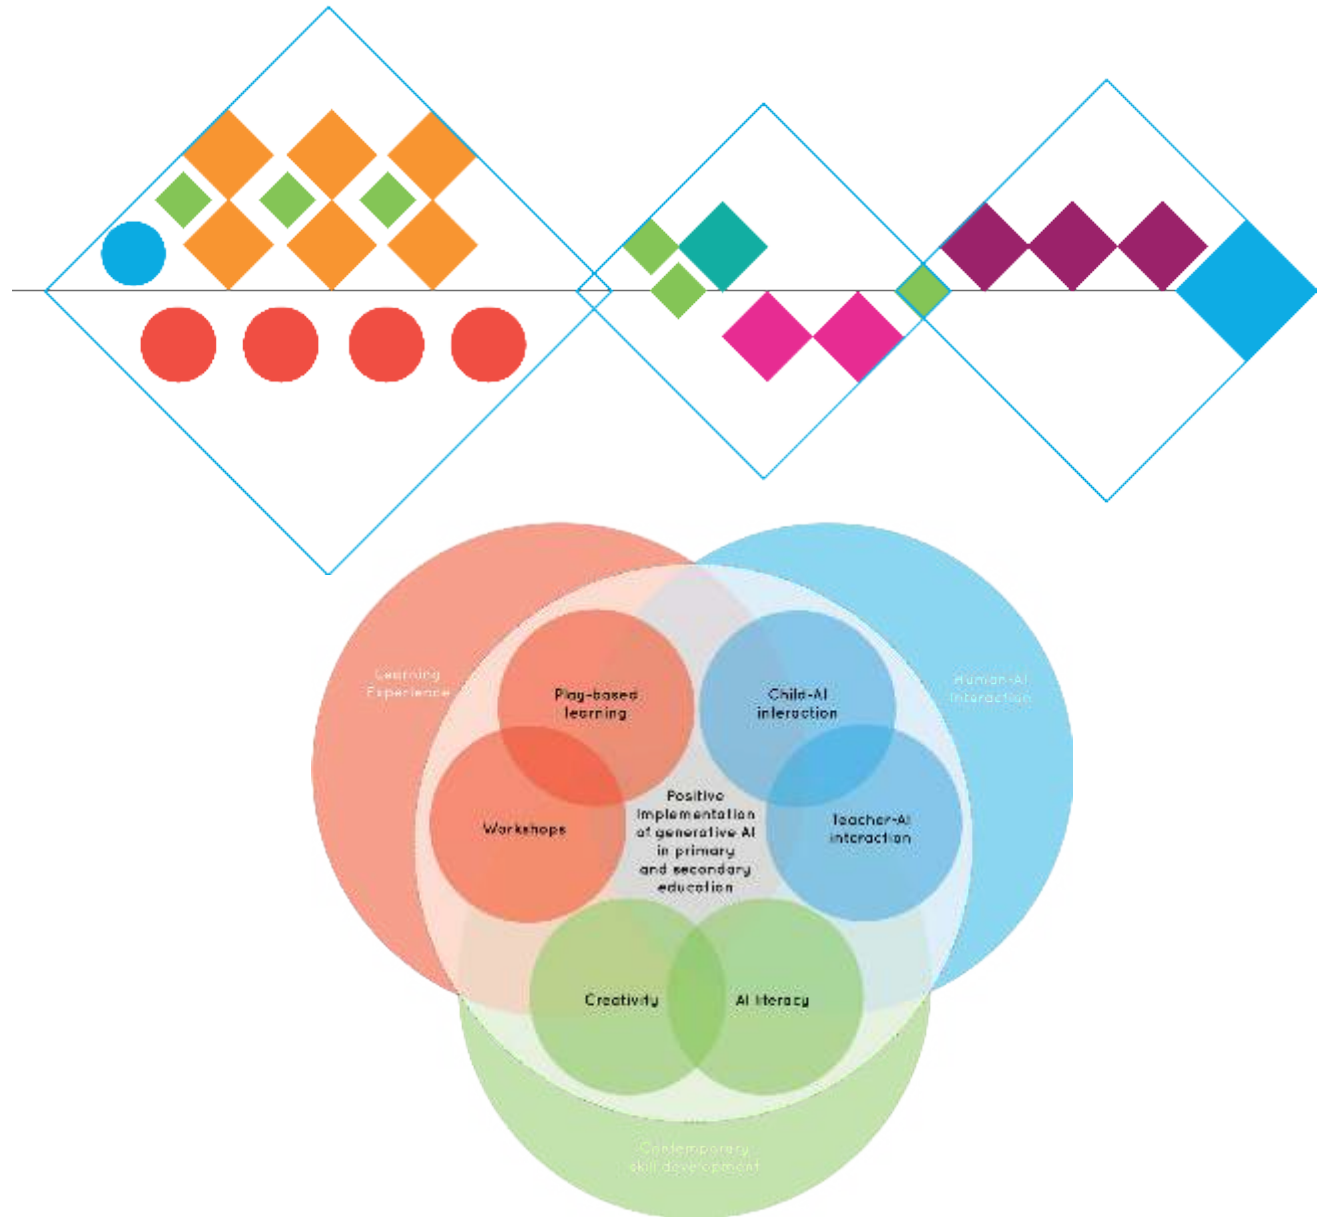 Learning
Experience
Human-AI
Interaction
Play-based
learning
Child-AI
interaction
Workshops
Positive
implementation
of generative AI
in primary
and secondary
education
Teacher-AI
interaction
Creativity
AI literacy
Contemporary
skill development